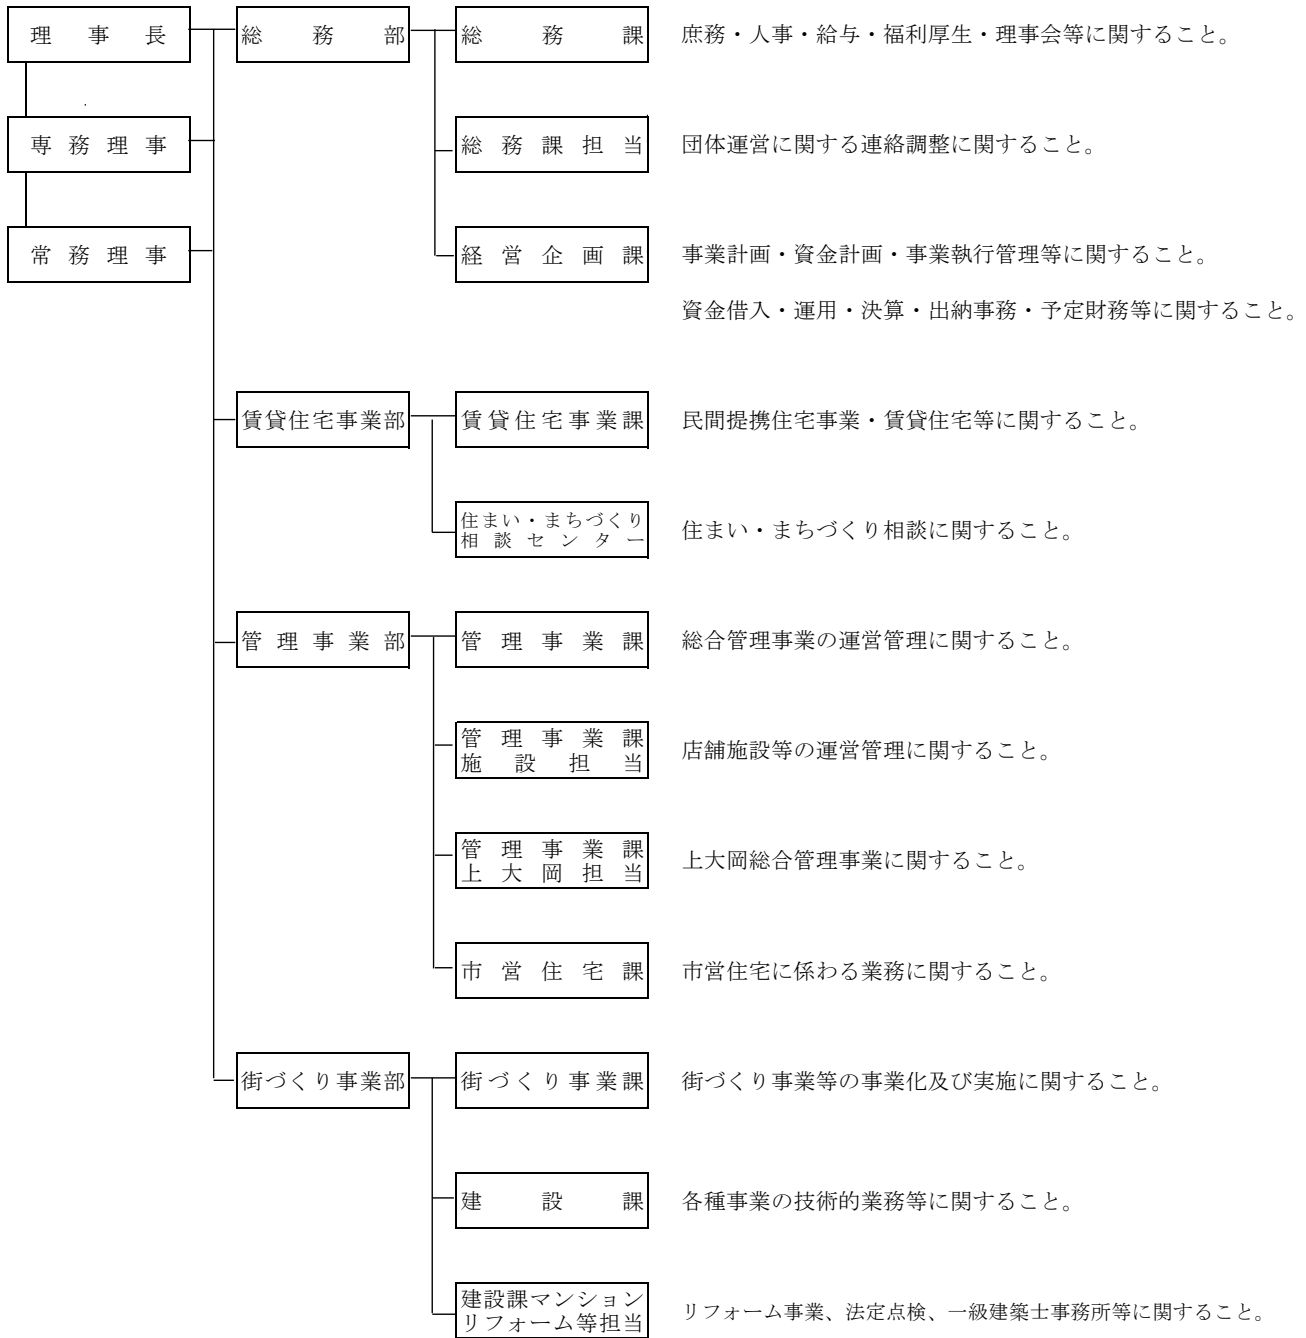 理事長
総務部
総務課
庶務・人事・給与・福利厚生・理事会等に関すること。
専務理事
総務課担当
団体運営に関する連絡調整に関すること。
常務理事
経営企画課
事業計画・資金計画・事業執行管理等に関すること。
資金借入・運用・決算・出納事務・予定財務等に関すること。
賃貸住宅事業部
賃貸住宅事業課
民間提携住宅事業・賃貸住宅等に関すること。
住まい・まちづくり
相談センター
住まい・まちづくり相談に関すること。
管理事業部
管理事業課
総合管理事業の運営管理に関すること。
管理事業課
施設担当
店舗施設等の運営管理に関すること。
管理事業課
上大岡担当
上大岡総合管理事業に関すること。
市営住宅課
市営住宅に係わる業務に関すること。
街づくり事業部
街づくり事業課
街づくり事業等の事業化及び実施に関すること。
建設課
各種事業の技術的業務等に関すること。
建設課マンション
リフォーム等担当
リフォーム事業、法定点検、一級建築士事務所等に関すること。